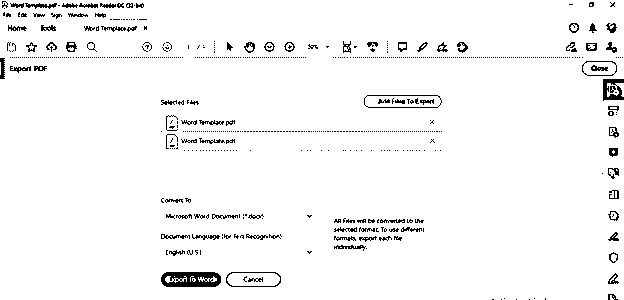 Word Template.pdf - Adobe Acrobat Reader DC (32-bit)
File Edit View Sign Window Help
Home Tools Word Template.pdf ×
1 / 50%
Export PDF Close
Selected Files Add Files To Export
Word Template.pdf ×
Word Template.pdf ×
Convert To
Microsoft Word Document (*.docx)
All Files will be converted to the
selected format. To use different
formats, export each file
individually.
Document Language (for Text Recognition)
English (U.S.)
Export To Word Cancel